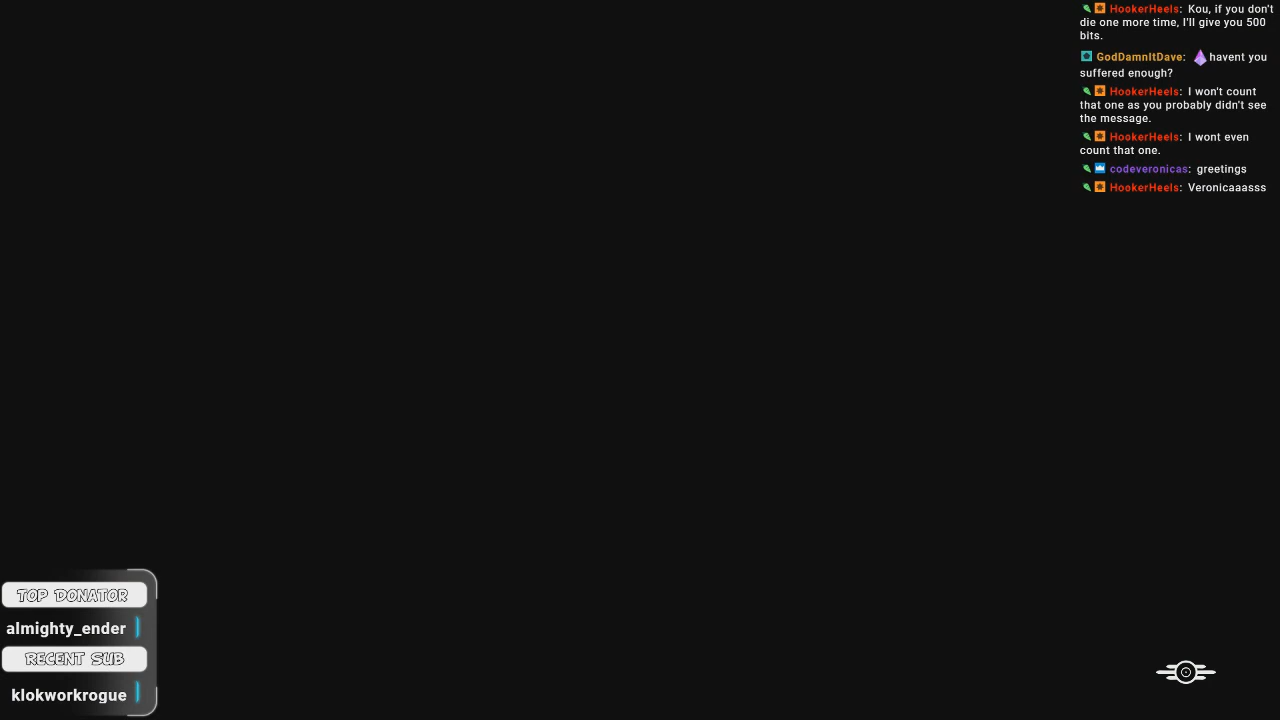 HookerHeels: Kou, if you don't
die one more time, I'll give you 500
bits.
GodDamnItDave: havent you
suffered enough?
HookerHeels: I won't count
that one as you probably didn't see
the message.
HookerHeels: I wont even
count that one.
codeveronicas: greetings
HookerHeels: Veronicaaasss
TOP DONATOR
almighty_ender
RECENT SUB
klokworkrogue